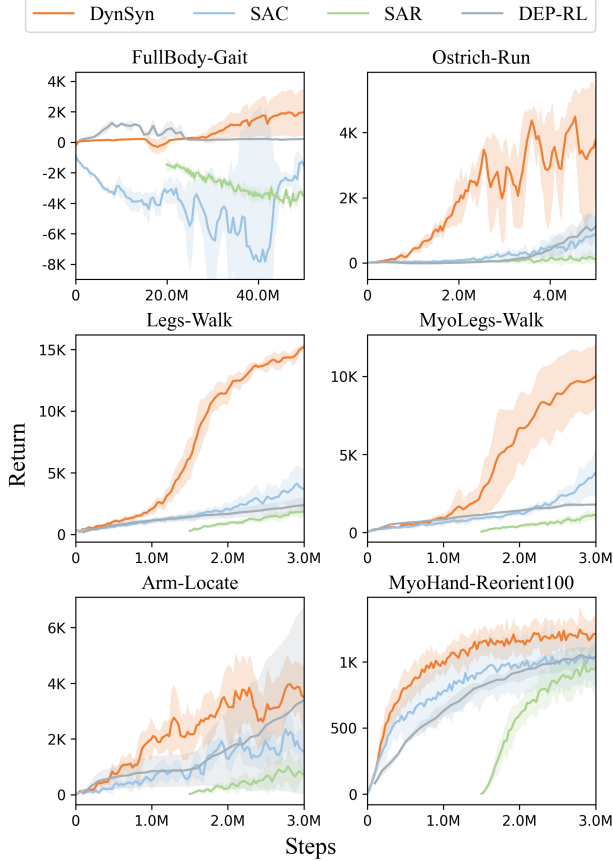 DynSyn SAC SAR DEP-RL
FullBody-Gait
4K
2K
0
-2K
-4K
-6K
-8K
0 20.0M 40.0M
Ostrich-Run
4K
2K
0
0 2.0M 4.0M
Legs-Walk
15K
10K
5K
0
0 1.0M 2.0M 3.0M
MyoLegs-Walk
10K
5K
0
0 1.0M 2.0M 3.0M
Arm-Locate
6K
4K
2K
0
0 1.0M 2.0M 3.0M
MyoHand-Reorient100
1K
500
0
0 1.0M 2.0M 3.0M
Return
Steps